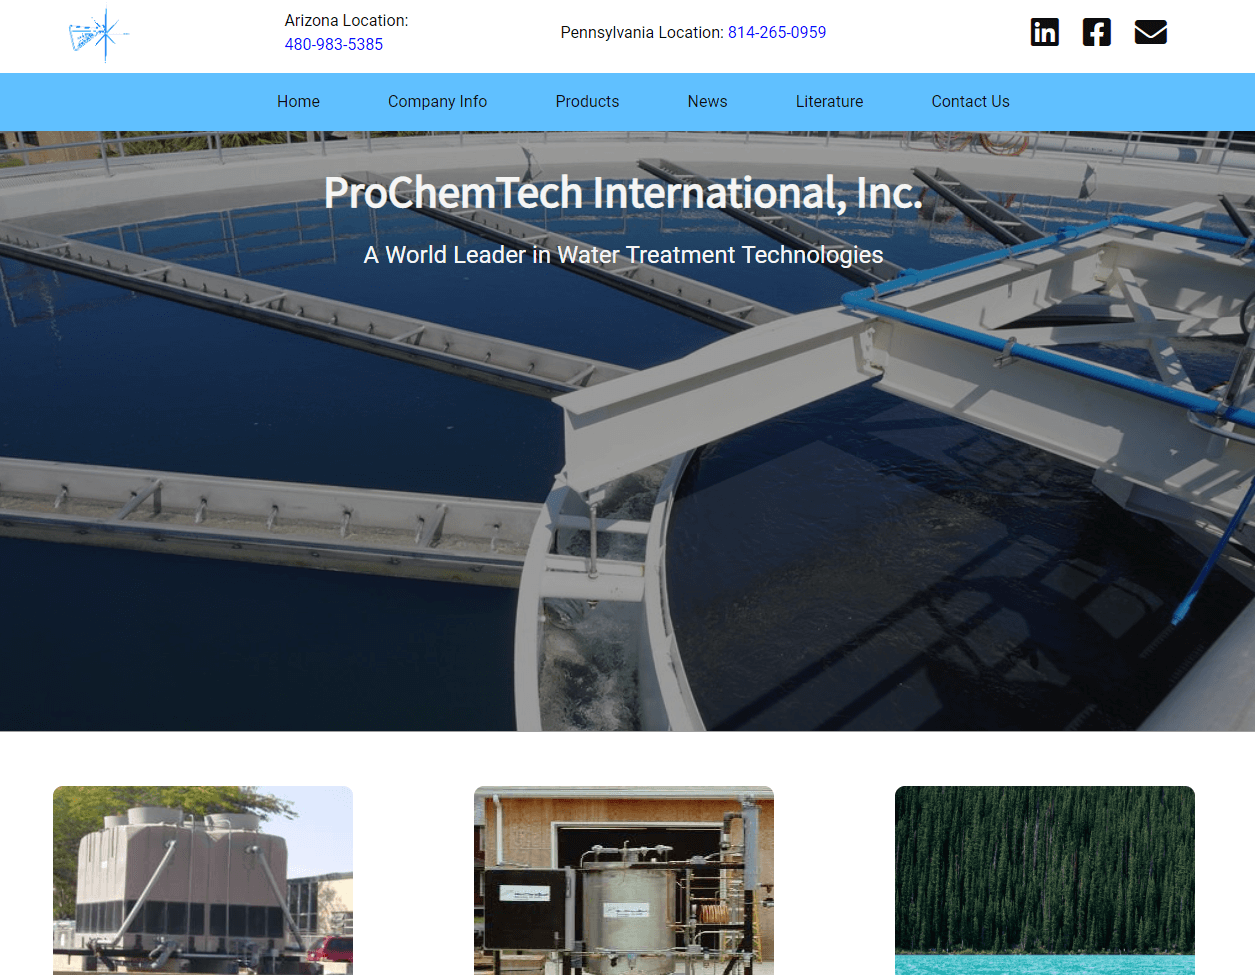 Arizona Location:
480-983-5385
Pennsylvania Location: 814-265-0959
Home
Company Info
Products
News
Literature
Contact Us
ProChemTech International, Inc.
A World Leader in Water Treatment Technologies